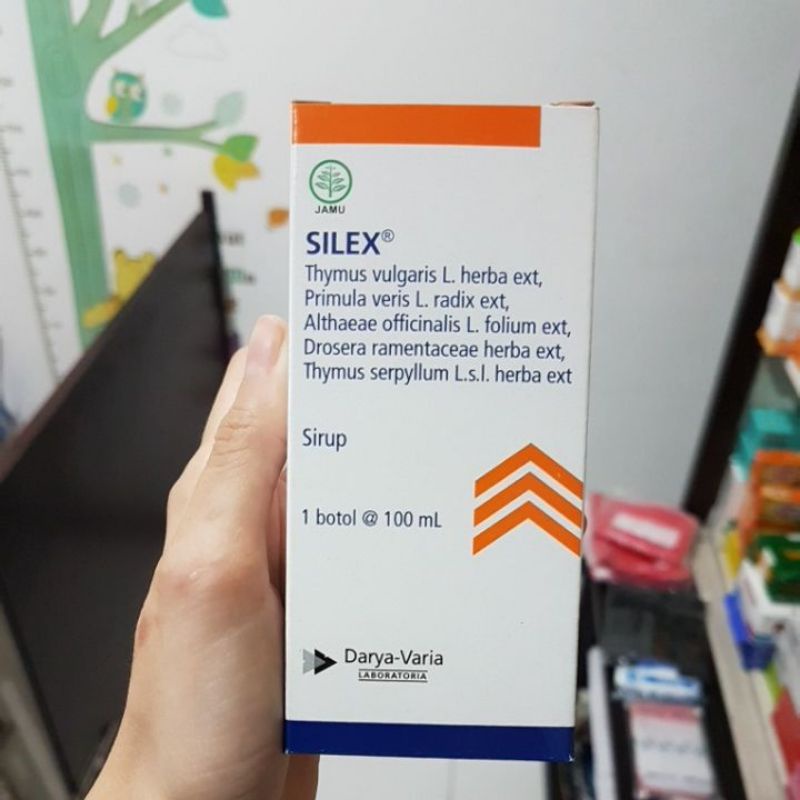 JAMU
SILEX®
Thymus vulgaris L. herba ext,
Primula veris L. radix ext,
Althaeae officinalis L. folium ext,
Drosera ramentaceae herba ext,
Thymus serpyllum L.s.l. herba ext
Sirup
1 botol @ 100 mL
Darya-Varia
LABORATORIA